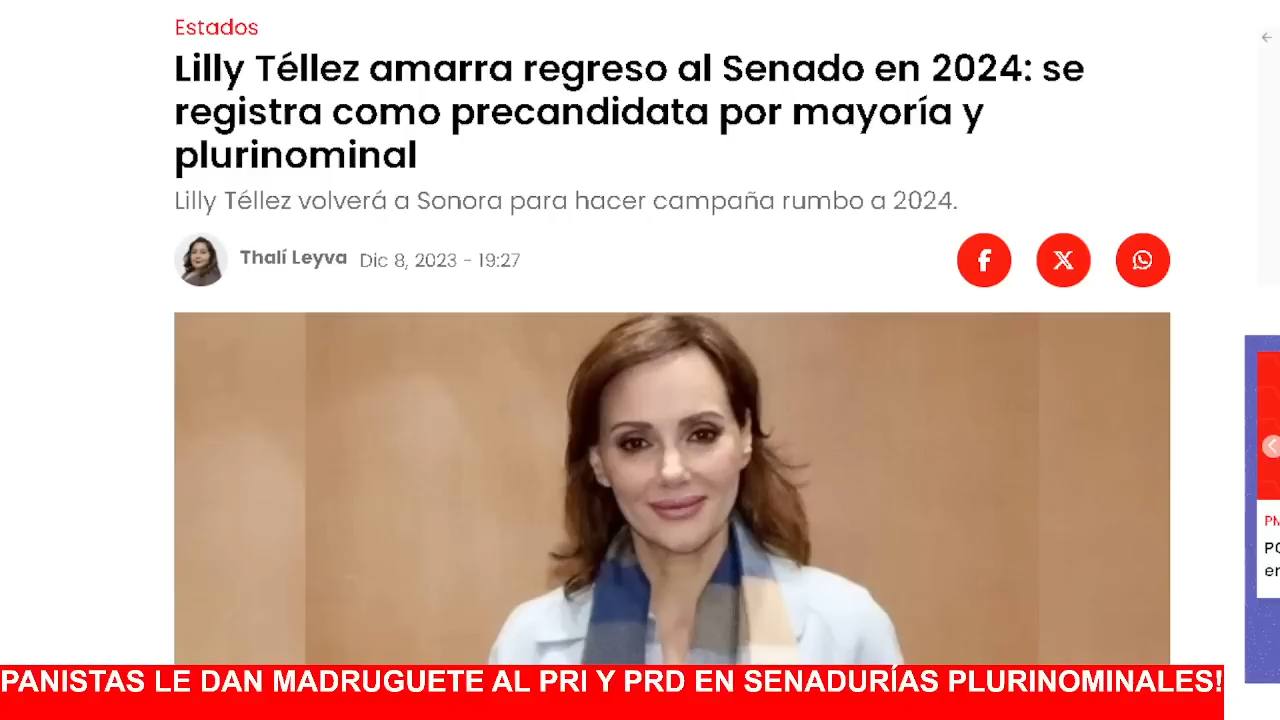 Estados
Lilly Téllez amarra regreso al Senado en 2024: se
registra como precandidata por mayoría y
plurinominal
Lilly Téllez volverá a Sonora para hacer campaña rumbo a 2024.
Thalí Leyva Dic 8, 2023 - 19:27
PANISTAS LE DAN MADRUGUETE AL PRI Y PRD EN SENADURÍAS PLURINOMINALES!